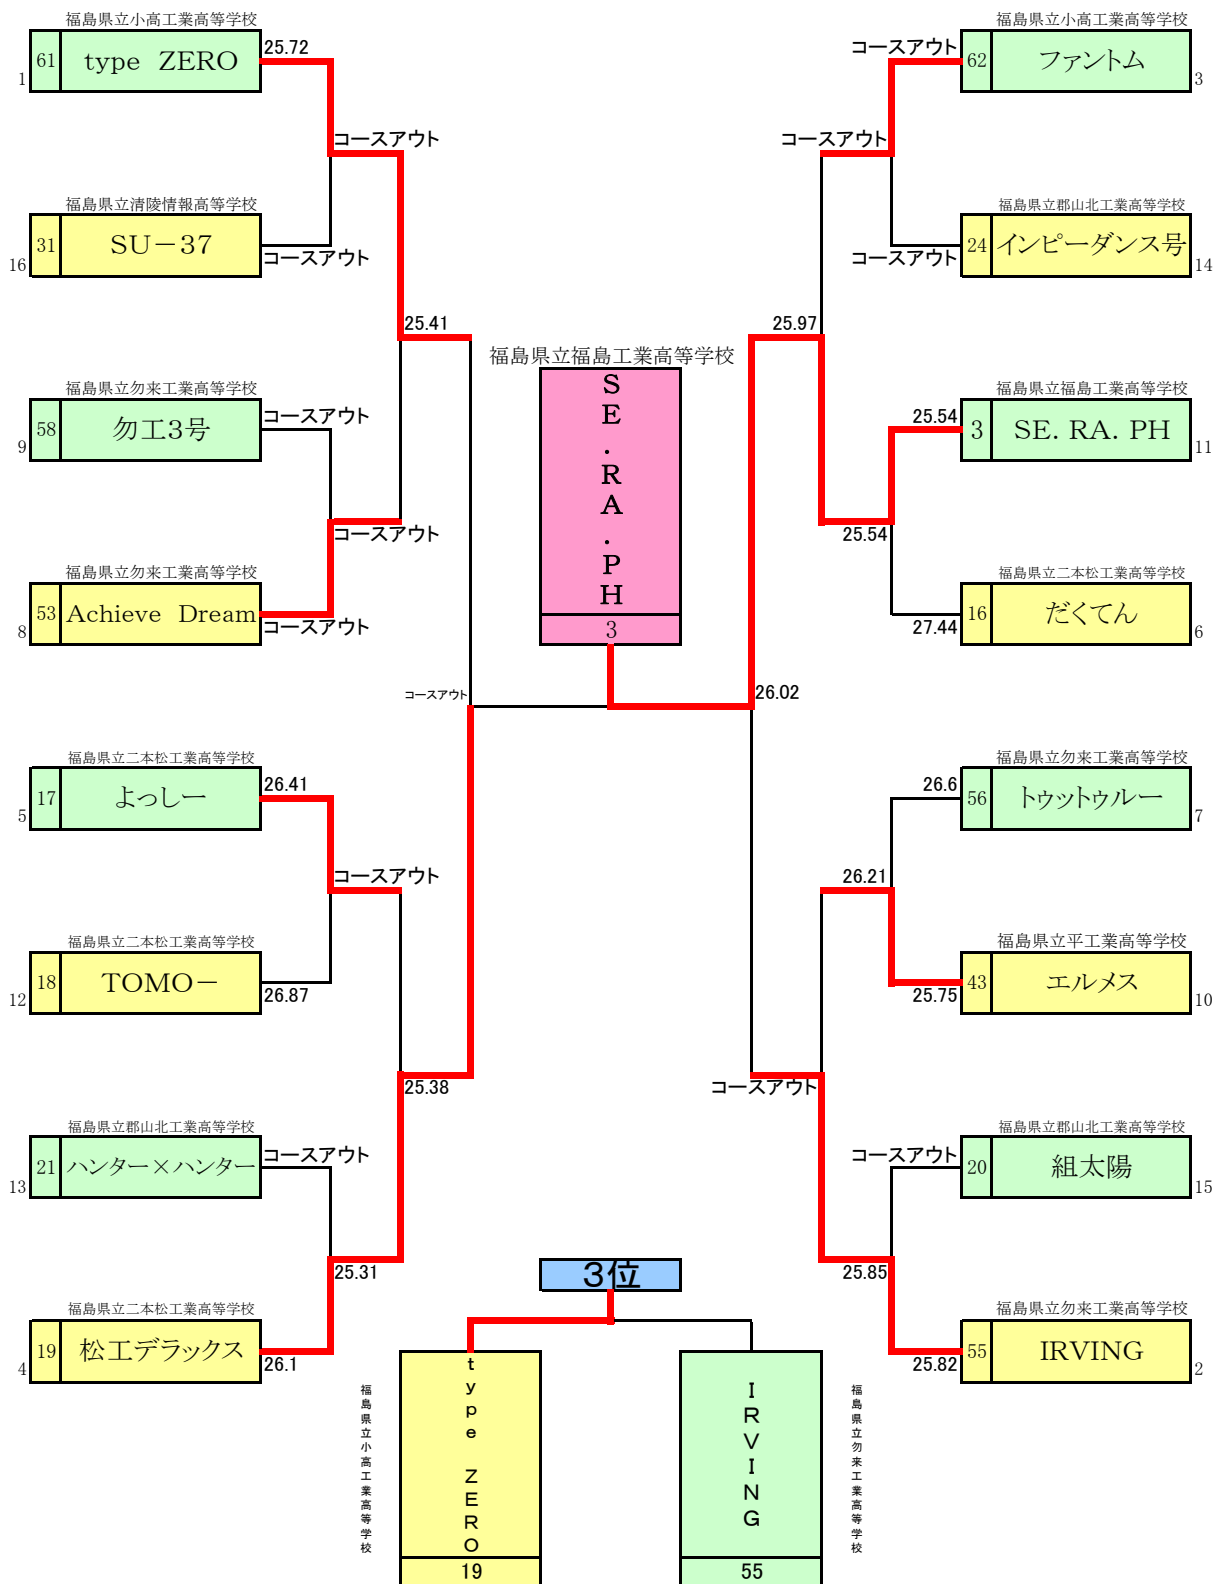 福島県立小高工業高等学校
1
61
type ZERO
25.72
コースアウト
福島県立清陵情報高等学校
16
31
SU－37
コースアウト
25.41
福島県立勿来工業高等学校
9
58
勿工3号
コースアウト
コースアウト
福島県立勿来工業高等学校
8
53
Achieve Dream
コースアウト
コースアウト
福島県立二本松工業高等学校
5
17
よっしー
26.41
コースアウト
福島県立二本松工業高等学校
12
18
TOMO－
26.87
25.38
福島県立郡山北工業高等学校
13
21
ハンター×ハンター
コースアウト
25.31
福島県立二本松工業高等学校
4
19
松工デラックス
26.1
福島県立福島工業高等学校
SE.RA.PH
3
26.02
福島県立小高工業高等学校
コースアウト
62
ファントム
3
コースアウト
福島県立郡山北工業高等学校
コースアウト
24
インピーダンス号
14
25.97
福島県立福島工業高等学校
25.54
3
SE. RA. PH
11
25.54
福島県立二本松工業高等学校
27.44
16
だくてん
6
福島県立勿来工業高等学校
26.6
56
トゥットゥルー
7
26.21
福島県立平工業高等学校
25.75
43
エルメス
10
コースアウト
福島県立郡山北工業高等学校
コースアウト
20
組太陽
15
25.85
福島県立勿来工業高等学校
25.82
55
IRVING
2
3位
福島県立小高工業高等学校
type ZERO
19
IRVING
55
福島県立勿来工業高等学校